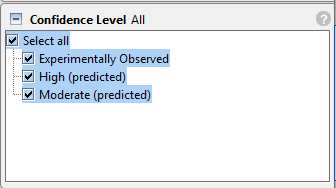 Confidence Level All
Select all
Experimentally Observed
High (predicted)
Moderate (predicted)